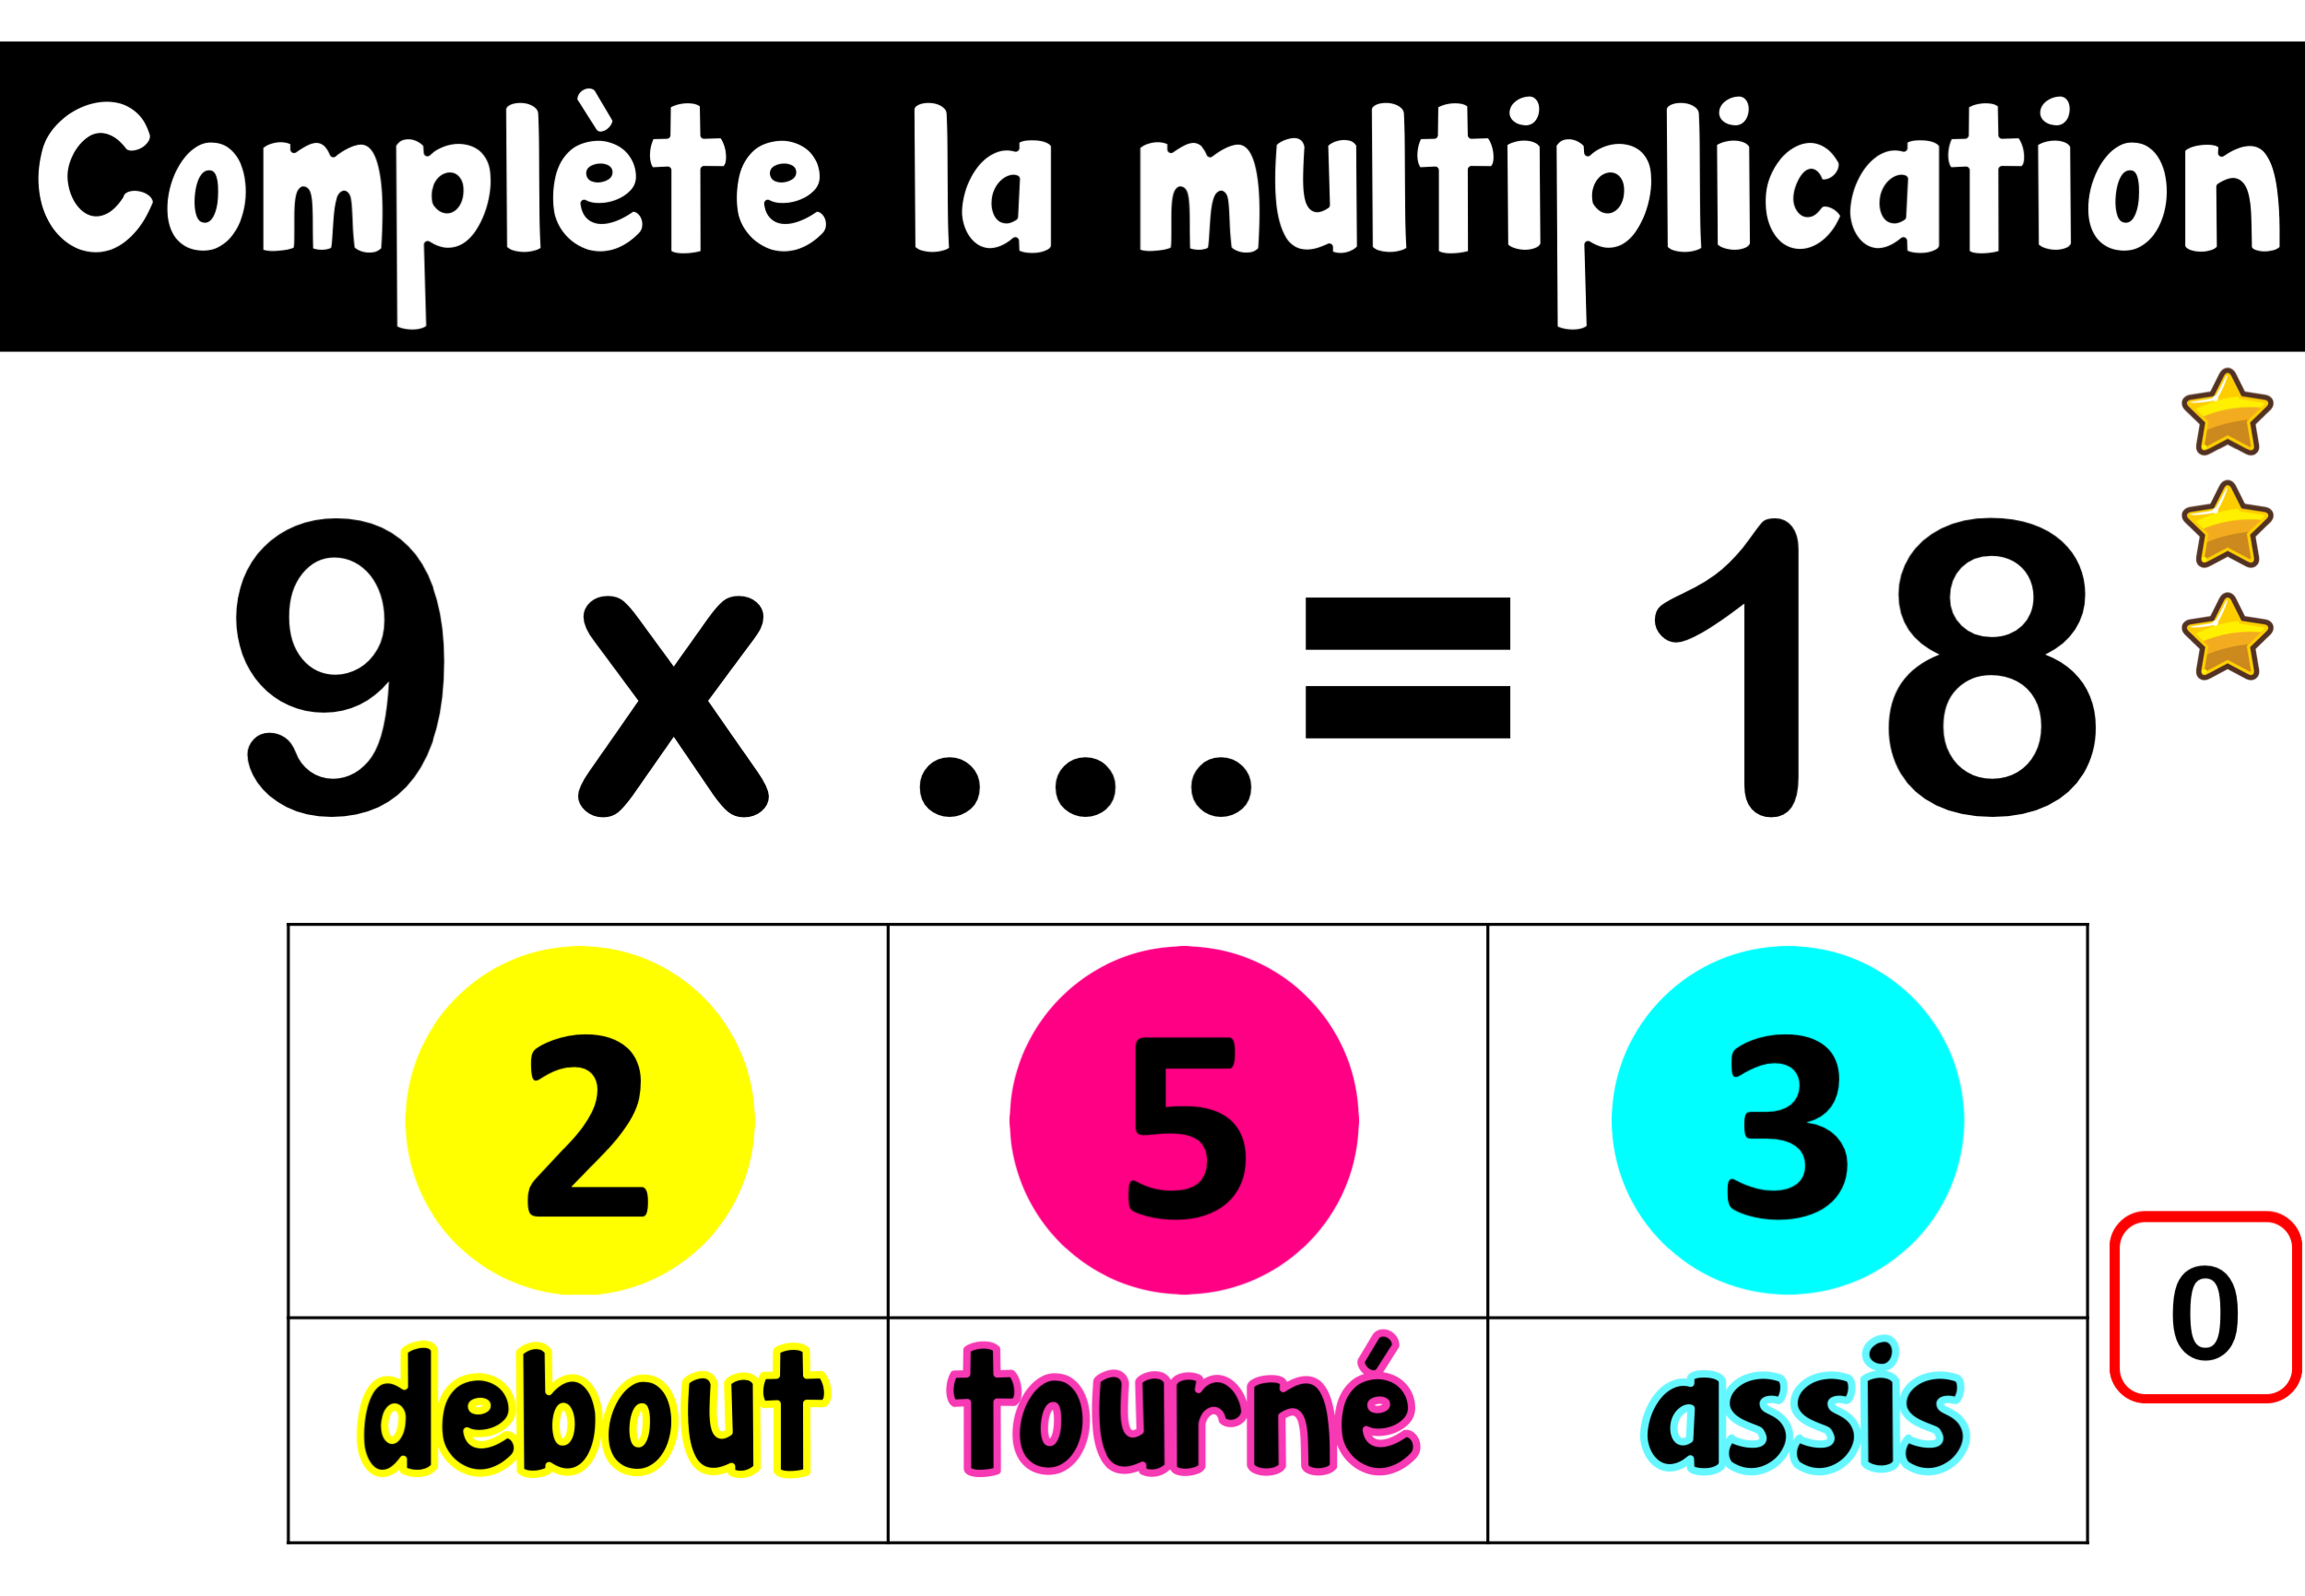 Complète la multiplication
9 x ...= 18
2 5 3
0
debout tourné assis